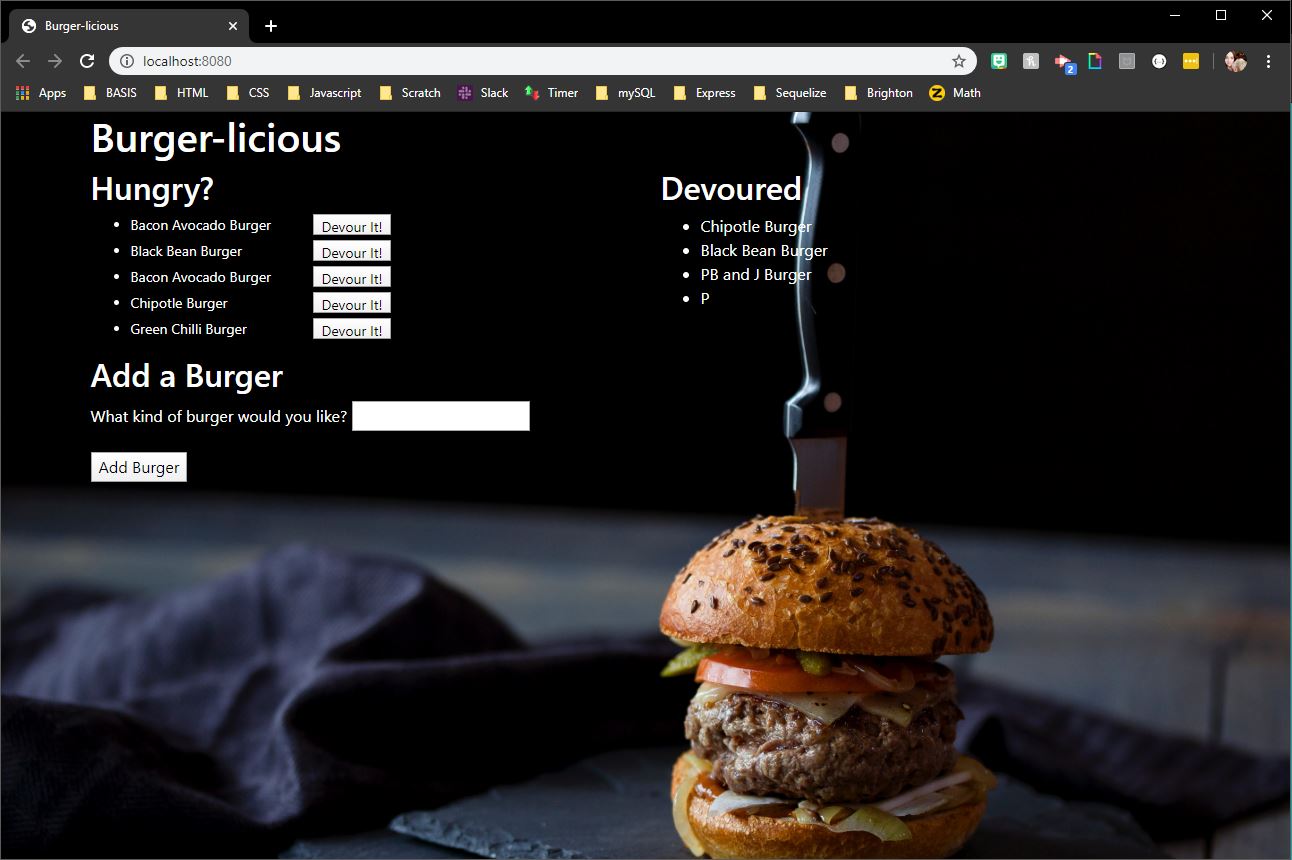 Burger-licious
localhost:8080
Apps BASIS HTML CSS Javascript Scratch Slack Timer mySQL Express Sequelize Brighton Math
2
Burger-licious
Hungry?
Bacon Avocado Burger Devour It!
Black Bean Burger Devour It!
Bacon Avocado Burger Devour It!
Chipotle Burger Devour It!
Green Chilli Burger Devour It!
Add a Burger
What kind of burger would you like?
Add Burger
Devoured
Chipotle Burger
Black Bean Burger
PB and J Burger
P